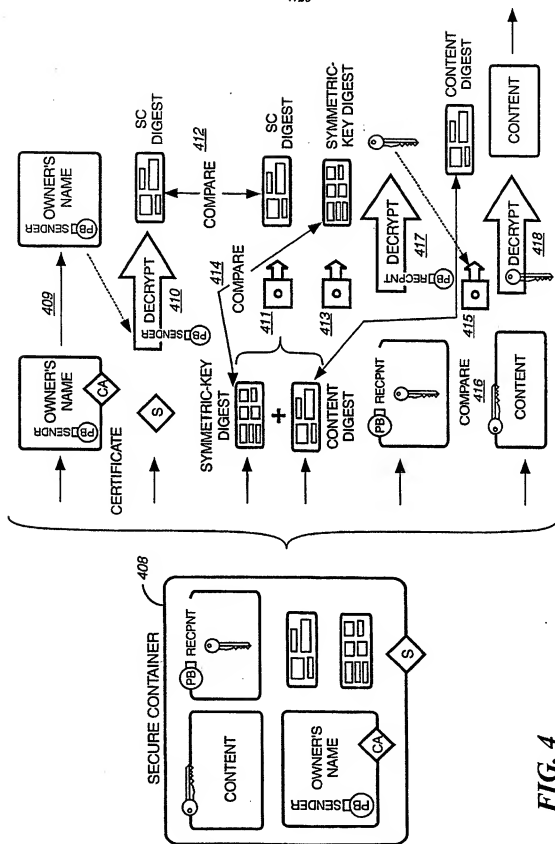 SECURE CONTAINER
408
CONTENT
PB RECPNT
OWNER'S
NAME
PB SENDER
CA
S
FIG. 4
OWNER'S
NAME
PB SENDR
CA
CERTIFICATE
409
OWNER'S
NAME
PB SENDER
S
DECRYPT
410
PB SENDER
SC
DIGEST
COMPARE
412
SYMMETRIC-KEY
DIGEST
+
CONTENT
DIGEST
414
COMPARE
411
SC
DIGEST
413
SYMMETRIC-
KEY DIGEST
PB RECPNT
DECRYPT
417
PB RECPNT
COMPARE
416
415
CONTENT
DIGEST
CONTENT
DECRYPT
418
CONTENT